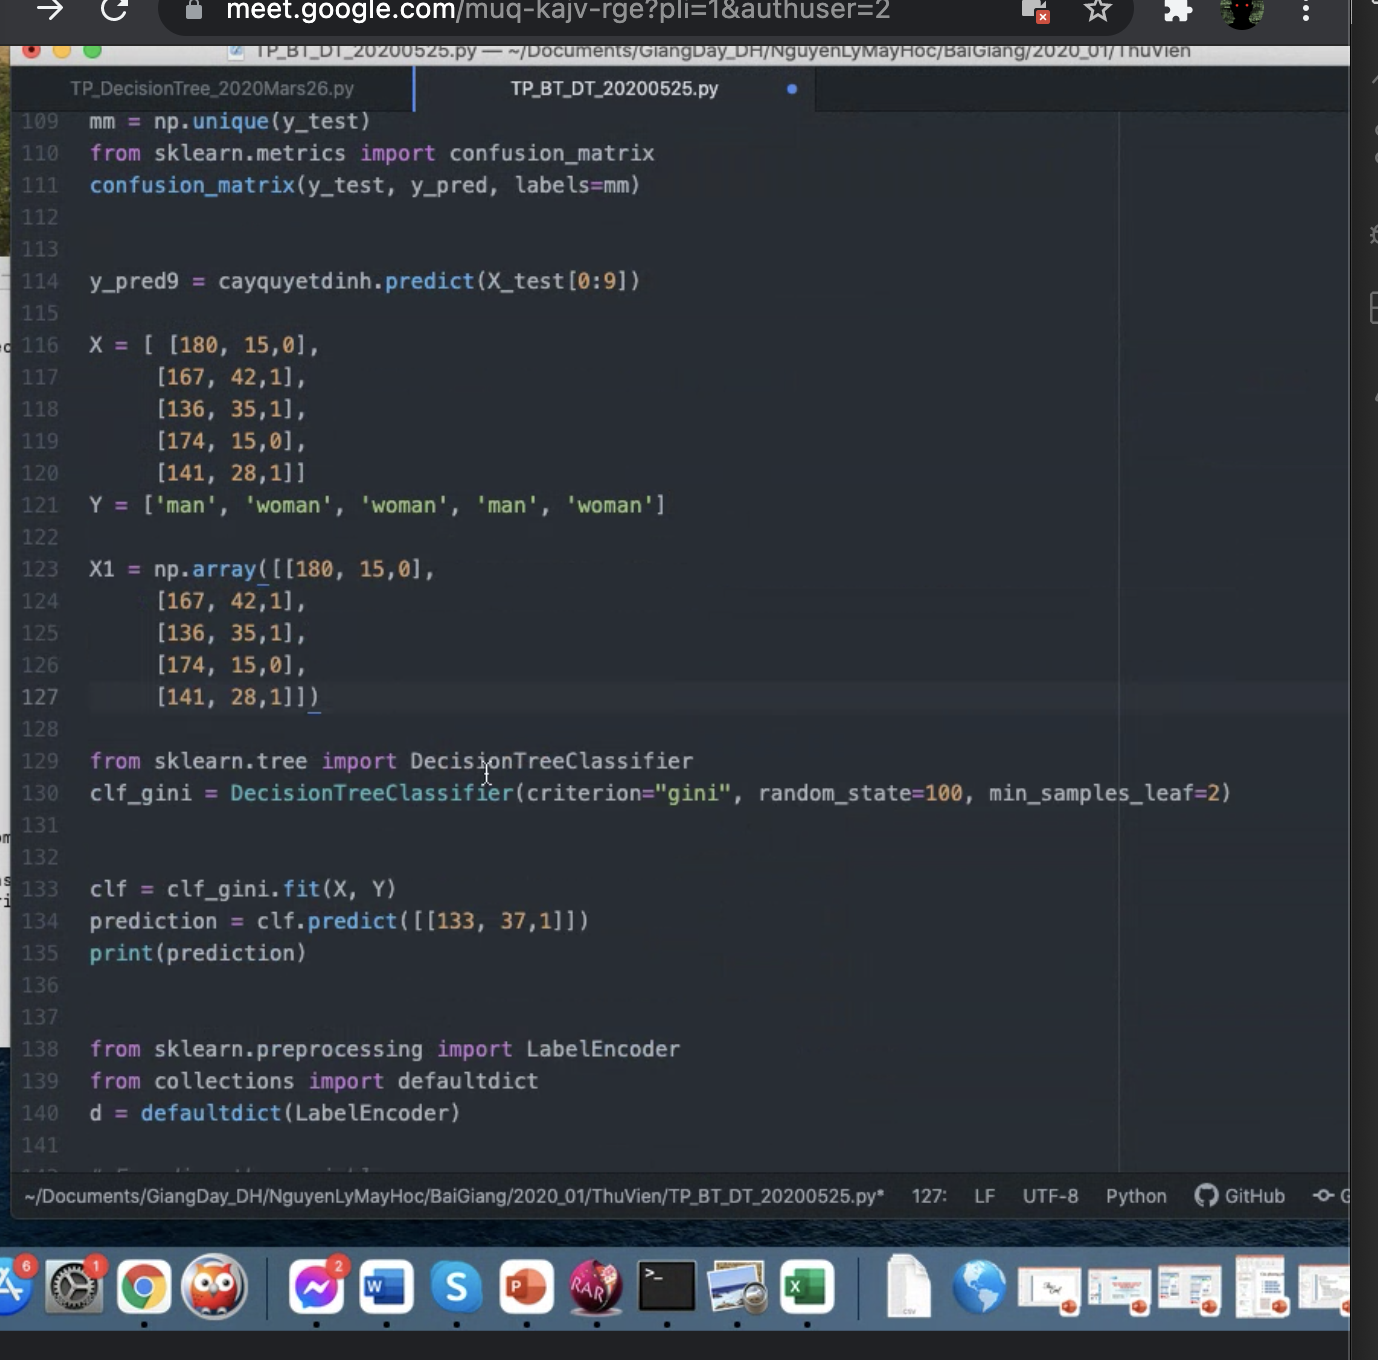 meet.google.com/muq-kajv-rge?pli=1&authuser=2
TP_BT_DT_20200525.py — ~/Documents/GiangDay_DH/NguyenLyMayHoc/BaiGiang/2020_01/ThuVien
TP_DecisionTree_2020Mars26.py TP_BT_DT_20200525.py
109 mm = np.unique(y_test)
110 from sklearn.metrics import confusion_matrix
111 confusion_matrix(y_test, y_pred, labels=mm)
112
113
114 y_pred9 = cayquyetdinh.predict(X_test[0:9])
115
116 X = [ [180, 15,0],
117 [167, 42,1],
118 [136, 35,1],
119 [174, 15,0],
120 [141, 28,1]]
121 Y = ['man', 'woman', 'woman', 'man', 'woman']
122
123 X1 = np.array([[180, 15,0],
124 [167, 42,1],
125 [136, 35,1],
126 [174, 15,0],
127 [141, 28,1]])
128
129 from sklearn.tree import DecisionTreeClassifier
130 clf_gini = DecisionTreeClassifier(criterion="gini", random_state=100, min_samples_leaf=2)
131
132
133 clf = clf_gini.fit(X, Y)
134 prediction = clf.predict([[133, 37,1]])
135 print(prediction)
136
137
138 from sklearn.preprocessing import LabelEncoder
139 from collections import defaultdict
140 d = defaultdict(LabelEncoder)
141
~/Documents/GiangDay_DH/NguyenLyMayHoc/BaiGiang/2020_01/ThuVien/TP_BT_DT_20200525.py* 127: LF UTF-8 Python GitHub G
6 1 2 W S P RAR >_ X
CSV